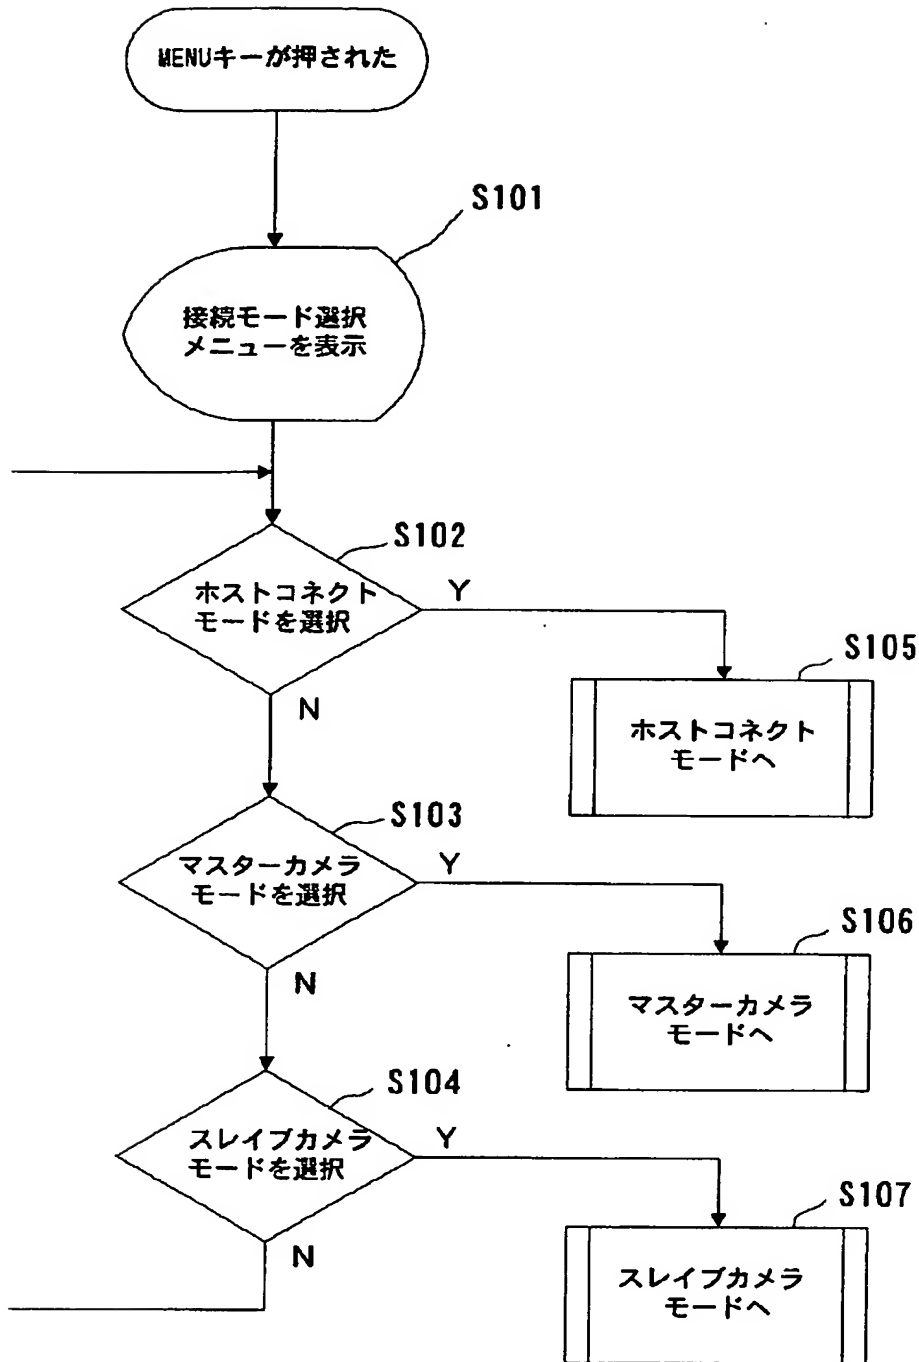 MENUキーが押された
S101
接続モード選択
メニューを表示
S102
ホストコネクト
モードを選択
Y
N
S105
ホストコネクト
モードへ
S103
マスターカメラ
モードを選択
Y
N
S106
マスターカメラ
モードへ
S104
スレイブカメラ
モードを選択
Y
N
S107
スレイブカメラ
モードへ